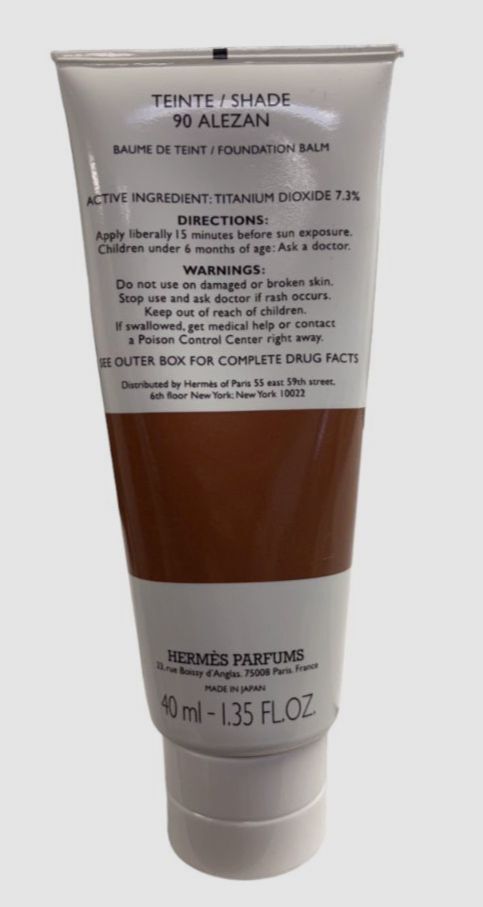 TEINTE / SHADE
90 ALEZAN
BAUME DE TEINT / FOUNDATION BALM
ACTIVE INGREDIENT: TITANIUM DIOXIDE 7.3%
DIRECTIONS:
Apply liberally 15 minutes before sun exposure.
Children under 6 months of age: Ask a doctor.
WARNINGS:
Do not use on damaged or broken skin.
Stop use and ask doctor if rash occurs.
Keep out of reach of children.
If swallowed, get medical help or contact
a Poison Control Center right away.
SEE OUTER BOX FOR COMPLETE DRUG FACTS
Distributed by Hermès of Paris 55 east 59th street,
6th floor New York; New York 10022
HERMÈS PARFUMS
23, rue Boissy d'Anglas. 75008 Paris. France
MADE IN JAPAN
40 ml - 1.35 FL.OZ.